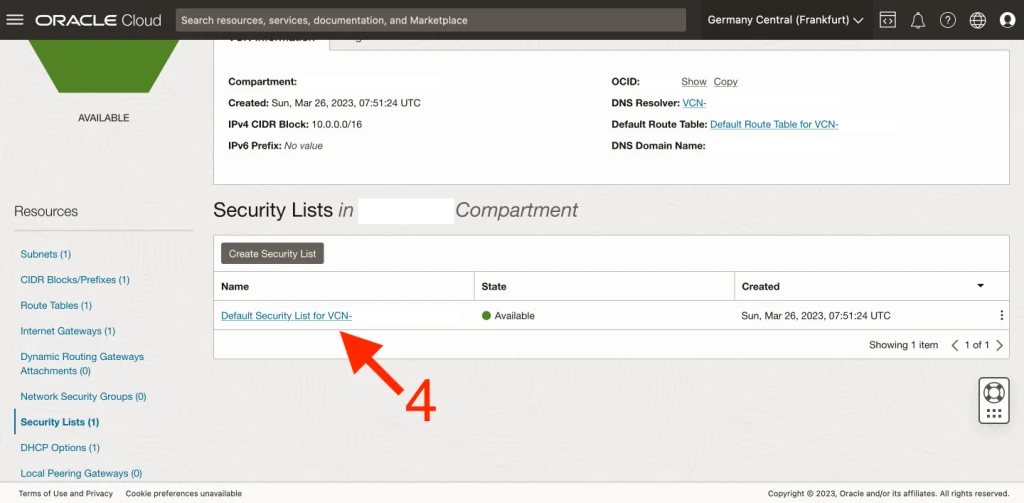 ORACLE Cloud
Search resources, services, documentation, and Marketplace
Germany Central (Frankfurt)
AVAILABLE
Compartment:
Created: Sun, Mar 26, 2023, 07:51:24 UTC
IPv4 CIDR Block: 10.0.0.0/16
IPv6 Prefix: No value
OCID: Show Copy
DNS Resolver: VCN-
Default Route Table: Default Route Table for VCN-
DNS Domain Name:
Resources
Subnets (1)
CIDR Blocks/Prefixes (1)
Route Tables (1)
Internet Gateways (1)
Dynamic Routing Gateways
Attachments (0)
Network Security Groups (0)
Security Lists (1)
DHCP Options (1)
Local Peering Gateways (0)
Security Lists in Compartment
Create Security List
Name State Created
Default Security List for VCN- Available Sun, Mar 26, 2023, 07:51:24 UTC
Showing 1 item 1 of 1
4
Terms of Use and Privacy Cookie preferences unavailable
Copyright © 2023, Oracle and/or its affiliates. All rights reserved.